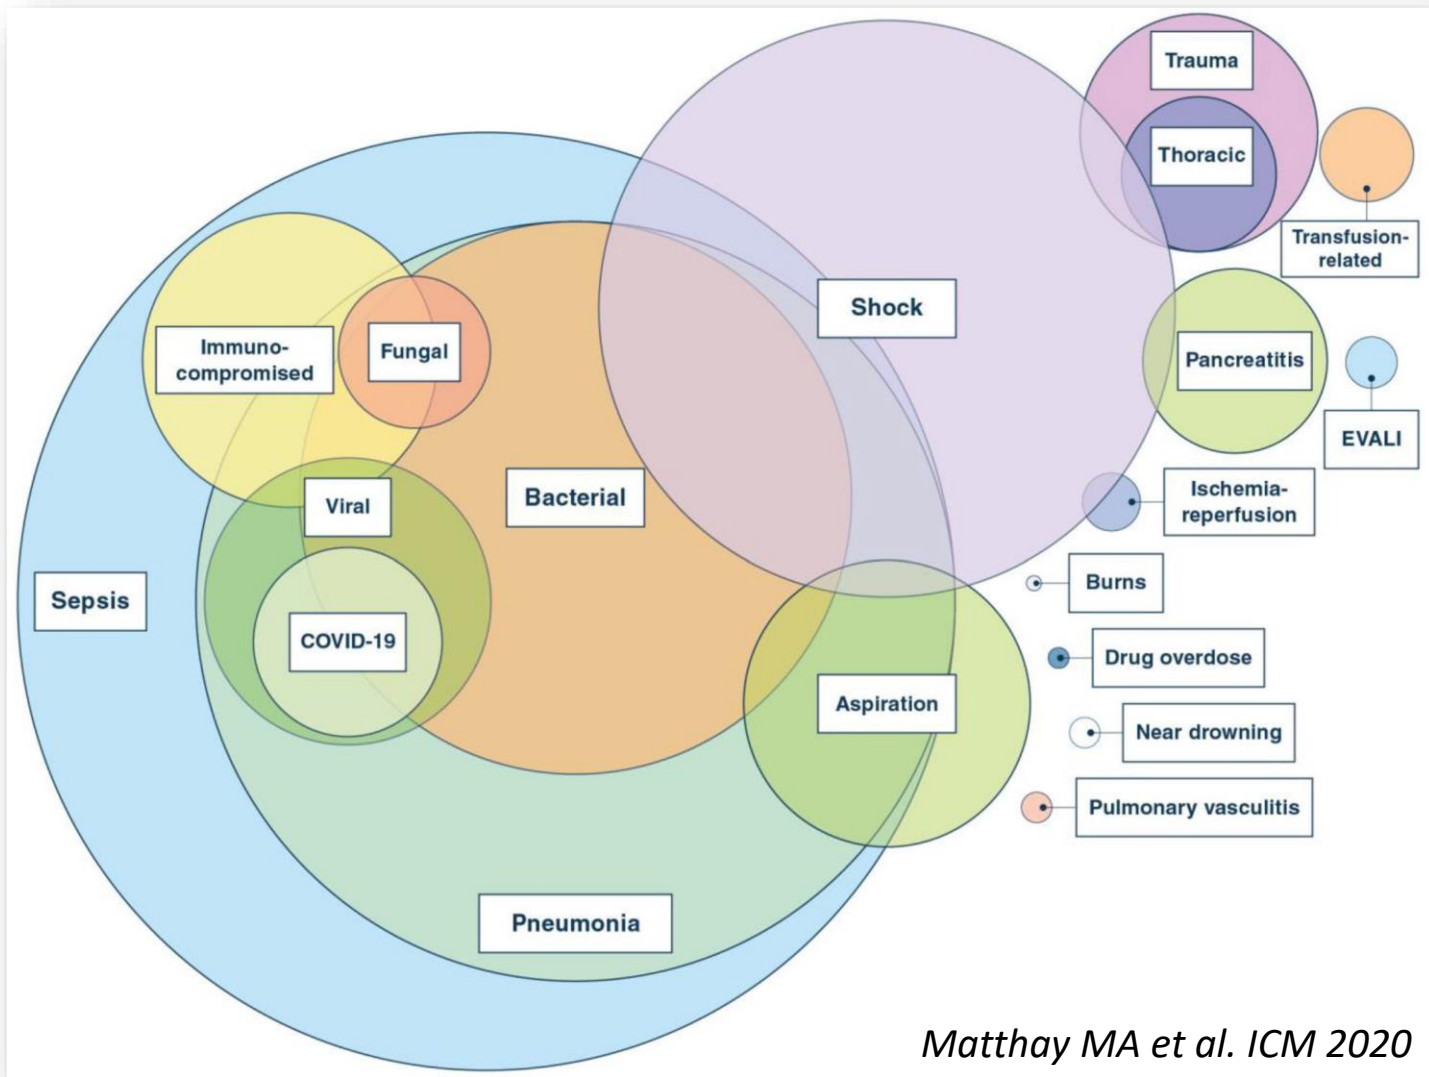 Trauma
Thoracic
Transfusion-
related
Shock
Immuno-
compromised
Fungal
Pancreatitis
EVALI
Viral
Bacterial
Ischemia-
reperfusion
Sepsis
Burns
COVID-19
Drug overdose
Aspiration
Near drowning
Pulmonary vasculitis
Pneumonia
Matthay MA et al. ICM 2020